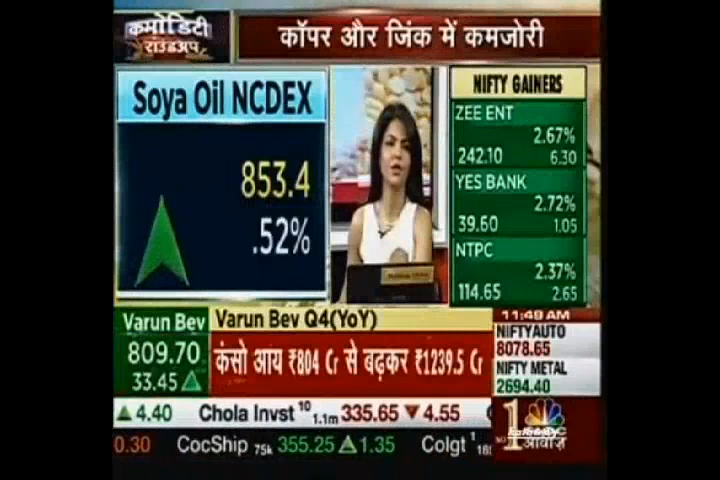 कमोडिटी
राउंडअप
कॉपर और जिंक में कमजोरी
Soya Oil NCDEX
853.4
.52%
NIFTY GAINERS
ZEE ENT
2.67%
242.10 6.30
YES BANK
2.72%
39.60 1.05
NTPC
2.37%
114.65 2.65
Varun Bev
809.70
33.45
Varun Bev Q4(YoY)
कंसो आय ₹804 Cr से बढ़कर ₹1239.5 Cr
11:49 AM
NIFTY AUTO
8078.65
NIFTY METAL
2694.40
4.40 Chola Invst 10 1.1m 335.65 4.55
0.30 CocShip 75k 355.25 1.35 Colgt
1
आवाज़